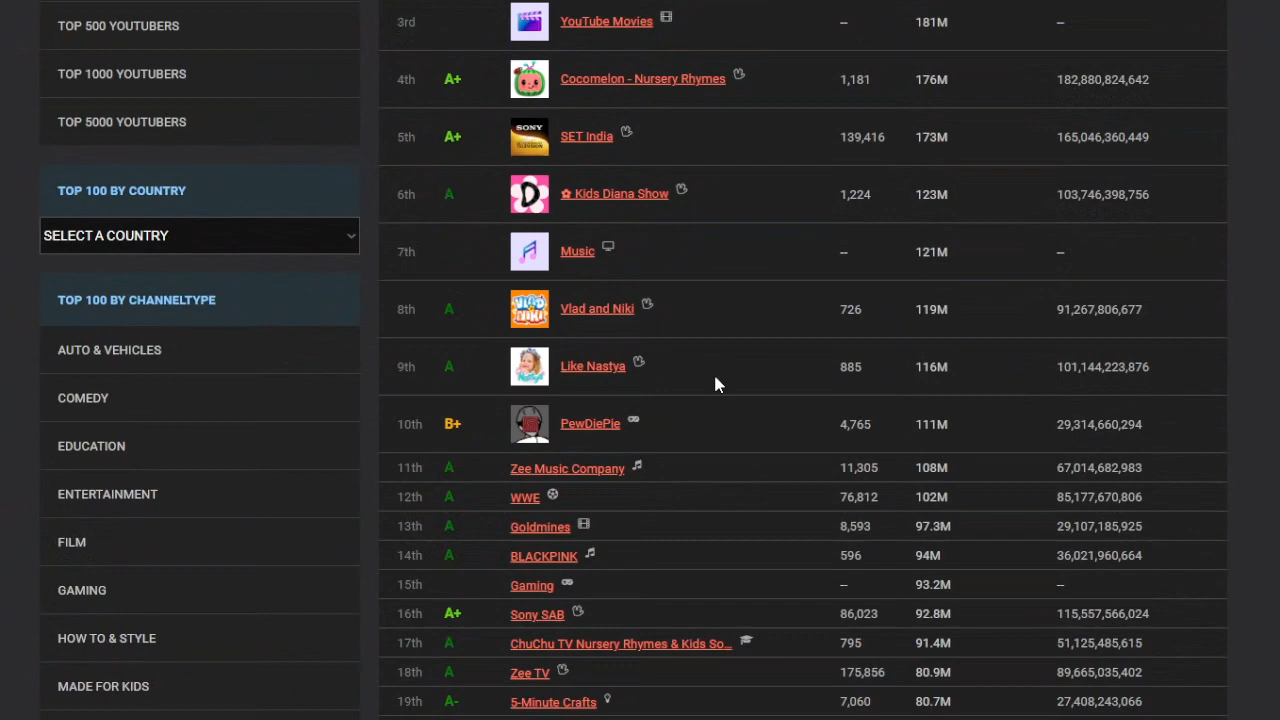 TOP 500 YOUTUBERS
TOP 1000 YOUTUBERS
TOP 5000 YOUTUBERS
TOP 100 BY COUNTRY
SELECT A COUNTRY
TOP 100 BY CHANNELTYPE
AUTO & VEHICLES
COMEDY
EDUCATION
ENTERTAINMENT
FILM
GAMING
HOW TO & STYLE
MADE FOR KIDS
3rd YouTube Movies -- 181M --
4th A+ Cocomelon - Nursery Rhymes 1,181 176M 182,880,824,642
SONY
5th A+ SET India 139,416 173M 165,046,360,449
6th A D ✿ Kids Diana Show 1,224 123M 103,746,398,756
7th Music -- 121M --
8th A VLAD NIKI Vlad and Niki 726 119M 91,267,806,677
9th A Like Nastya 885 116M 101,144,223,876
10th B+ PewDiePie 4,765 111M 29,314,660,294
11th A Zee Music Company 11,305 108M 67,014,682,983
12th A WWE 76,812 102M 85,177,670,806
13th A Goldmines 8,593 97.3M 29,107,185,925
14th A BLACKPINK 596 94M 36,021,960,664
15th Gaming -- 93.2M --
16th A+ Sony SAB 86,023 92.8M 115,557,566,024
17th A ChuChu TV Nursery Rhymes & Kids So... 795 91.4M 51,125,485,615
18th A Zee TV 175,856 80.9M 89,665,035,402
19th A- 5-Minute Crafts 7,060 80.7M 27,408,243,066